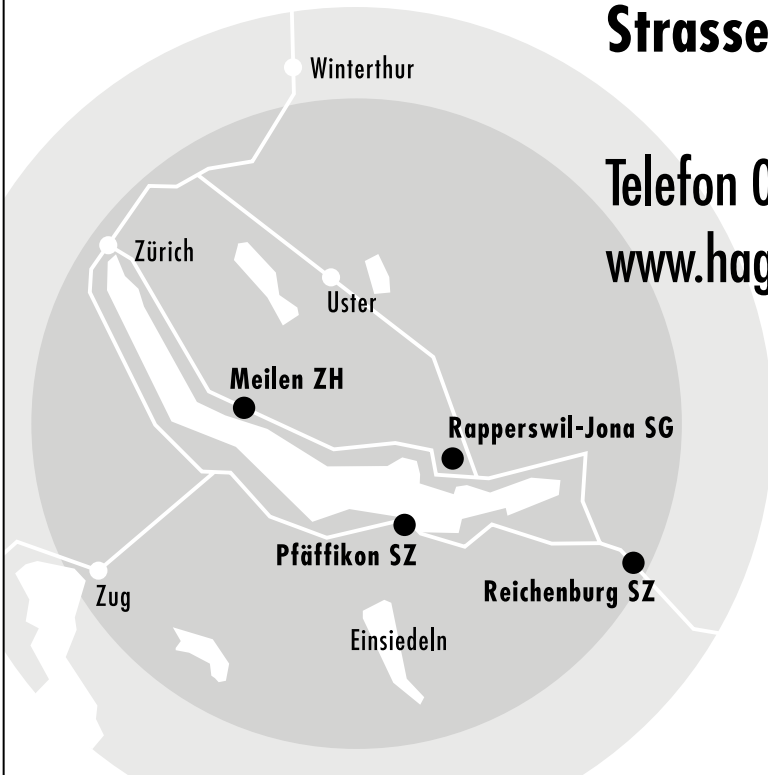 Strasse
Winterthur
Telefon 0
www.hag
Zürich
Uster
Meilen ZH
Rapperswil-Jona SG
Pfäffikon SZ
Reichenburg SZ
Zug
Einsiedeln